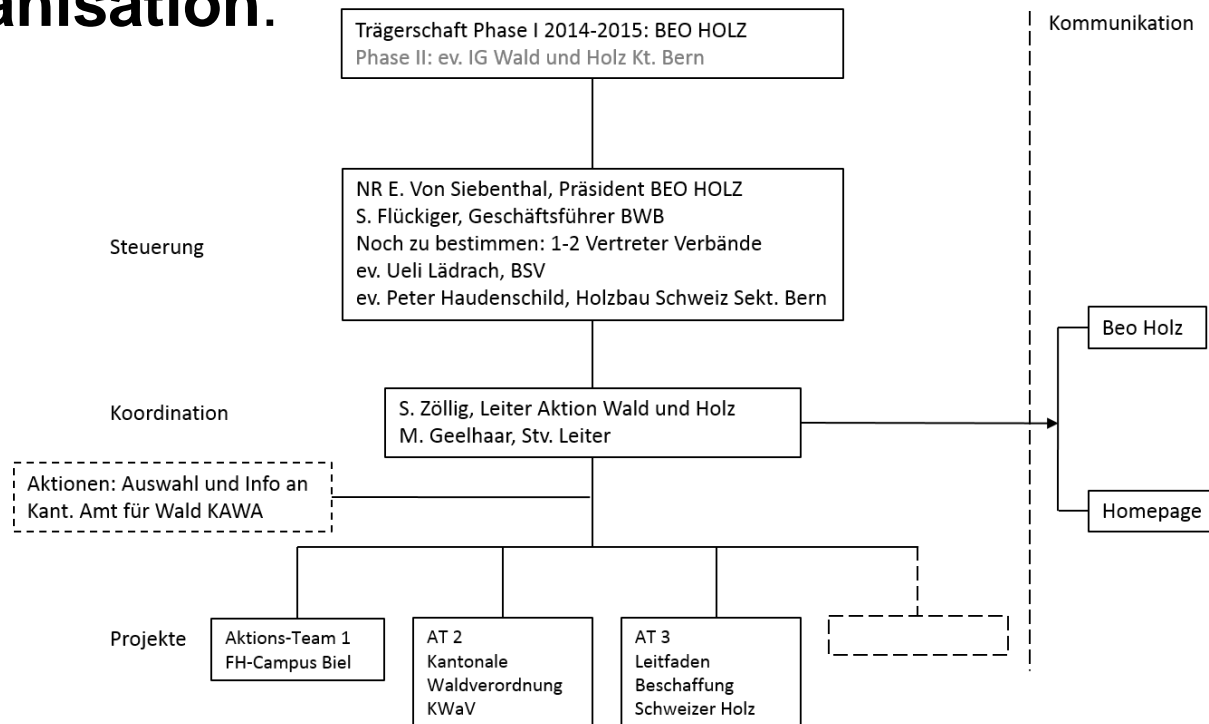 anisation.
Trägerschaft Phase I 2014-2015: BEO HOLZ
Phase II: ev. IG Wald und Holz Kt. Bern
Kommunikation
Steuerung
NR E. Von Siebenthal, Präsident BEO HOLZ
S. Flückiger, Geschäftsführer BWB
Noch zu bestimmen: 1-2 Vertreter Verbände
ev. Ueli Lädrach, BSV
ev. Peter Haudenschild, Holzbau Schweiz Sekt. Bern
Beo Holz
Koordination
S. Zöllig, Leiter Aktion Wald und Holz
M. Geelhaar, Stv. Leiter
Aktionen: Auswahl und Info an
Kant. Amt für Wald KAWA
Homepage
Projekte
Aktions-Team 1
FH-Campus Biel
AT 2
Kantonale
Waldverordnung
KWaV
AT 3
Leitfaden
Beschaffung
Schweizer Holz